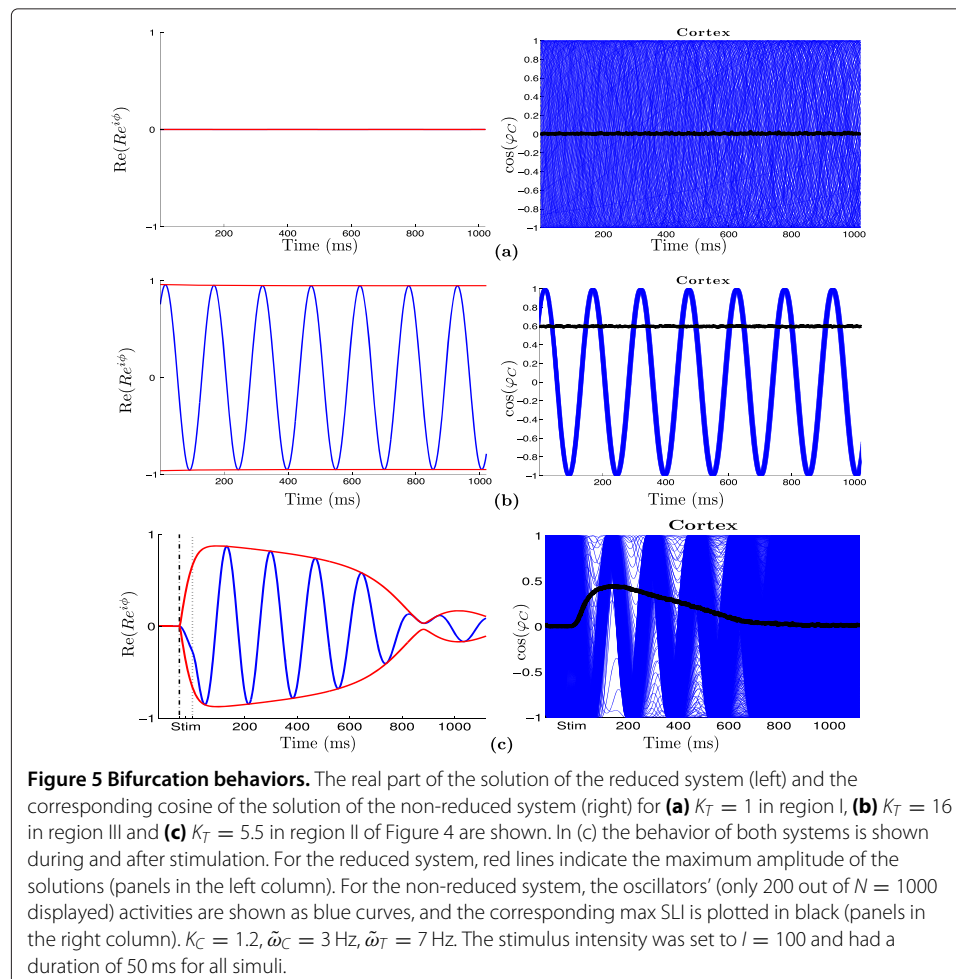 1
0
−1
Re(Re^{iϕ})
200 400 600 800 1000
Time (ms)
Cortex
1
0.8
0.6
0.4
0.2
0
−0.2
−0.4
−0.6
−0.8
−1
cos(φ_C)
200 400 600 800 1000
Time (ms)
(a)
1
0
−1
Re(Re^{iϕ})
200 400 600 800 1000
Time (ms)
Cortex
1
0.8
0.6
0.4
0.2
0
−0.2
−0.4
−0.6
−0.8
−1
cos(φ_C)
200 400 600 800 1000
Time (ms)
(b)
1
0
−1
Re(Re^{iϕ})
Stim 200 400 600 800 1000
Time (ms)
Cortex
1
0.5
0
−0.5
−1
cos(φ_C)
Stim 200 400 600 800 1000
Time (ms)
(c)
Figure 5 Bifurcation behaviors. The real part of the solution of the reduced system (left) and the
corresponding cosine of the solution of the non-reduced system (right) for (a) K_T = 1 in region I, (b) K_T = 16
in region III and (c) K_T = 5.5 in region II of Figure 4 are shown. In (c) the behavior of both systems is shown
during and after stimulation. For the reduced system, red lines indicate the maximum amplitude of the
solutions (panels in the left column). For the non-reduced system, the oscillators' (only 200 out of N = 1000
displayed) activities are shown as blue curves, and the corresponding max SLI is plotted in black (panels in
the right column). K_C = 1.2, ω̃_C = 3 Hz, ω̃_T = 7 Hz. The stimulus intensity was set to I = 100 and had a
duration of 50 ms for all simuli.